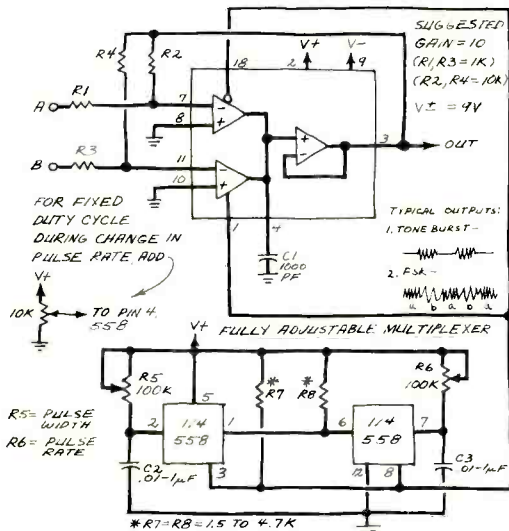 SUGGESTED
GAIN = 10
(R1, R3 = 1K)
(R2, R4 = 10K)
V± = 9V
V+
V-
18
2
9
R4
R2
R1
A
7
-
8
+
+
-
3
OUT
R3
B
11
-
10
+
1
4
C1
1000
PF
FOR FIXED
DUTY CYCLE
DURING CHANGE IN
PULSE RATE ADD
V+
10K
TO PIN 4,
558
TYPICAL OUTPUTS:
1. TONE BURST -
2. FSK -
a b a b a
V+
FULLY ADJUSTABLE MULTIPLEXER
R5
100K
5
*
R7
*
R8
R6
100K
R5 = PULSE
WIDTH
R6 = PULSE
RATE
2
1/4
558
1
6
1/4
558
7
3
12
8
C2
.01-1µF
C3
.01-1µF
*R7=R8=1.5 TO 4.7K